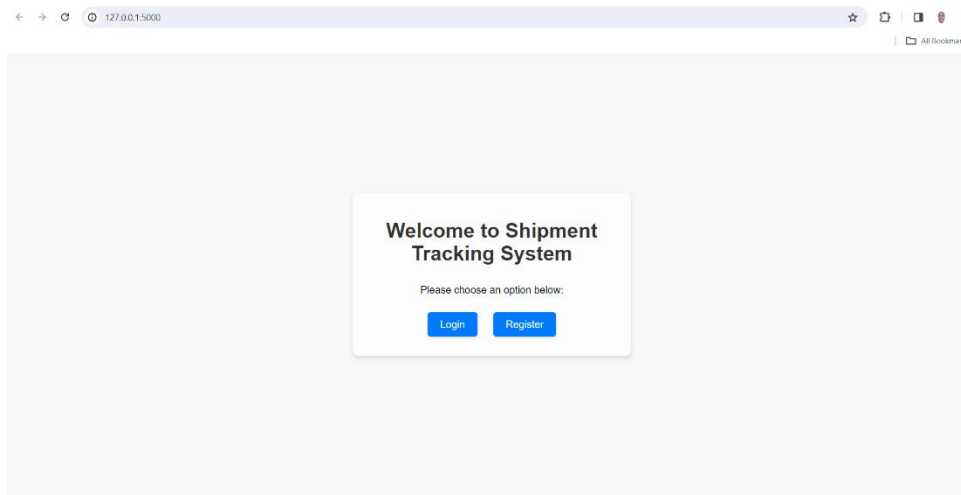 127.0.0.1:5000
All Bookmar
Welcome to Shipment
Tracking System
Please choose an option below:
Login
Register